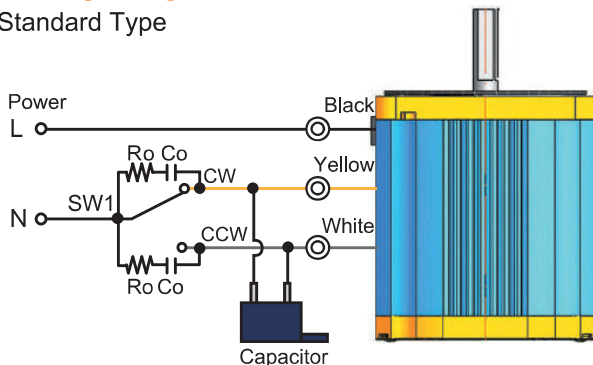 Standard Type
Power
L
Black
Ro Co
CW
Yellow
SW1
N
CCW
White
Ro Co
Capacitor